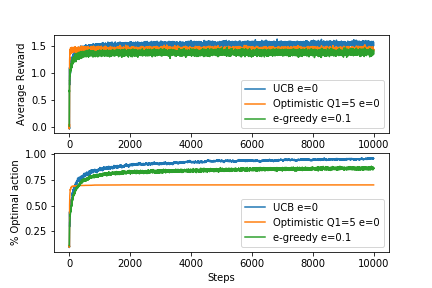 Average Reward
1.5
1.0
0.5
0.0
UCB e=0
Optimistic Q1=5 e=0
e-greedy e=0.1
0 2000 4000 6000 8000 10000
% Optimal action
1.00
0.75
0.50
0.25
UCB e=0
Optimistic Q1=5 e=0
e-greedy e=0.1
0 2000 4000 6000 8000 10000
Steps